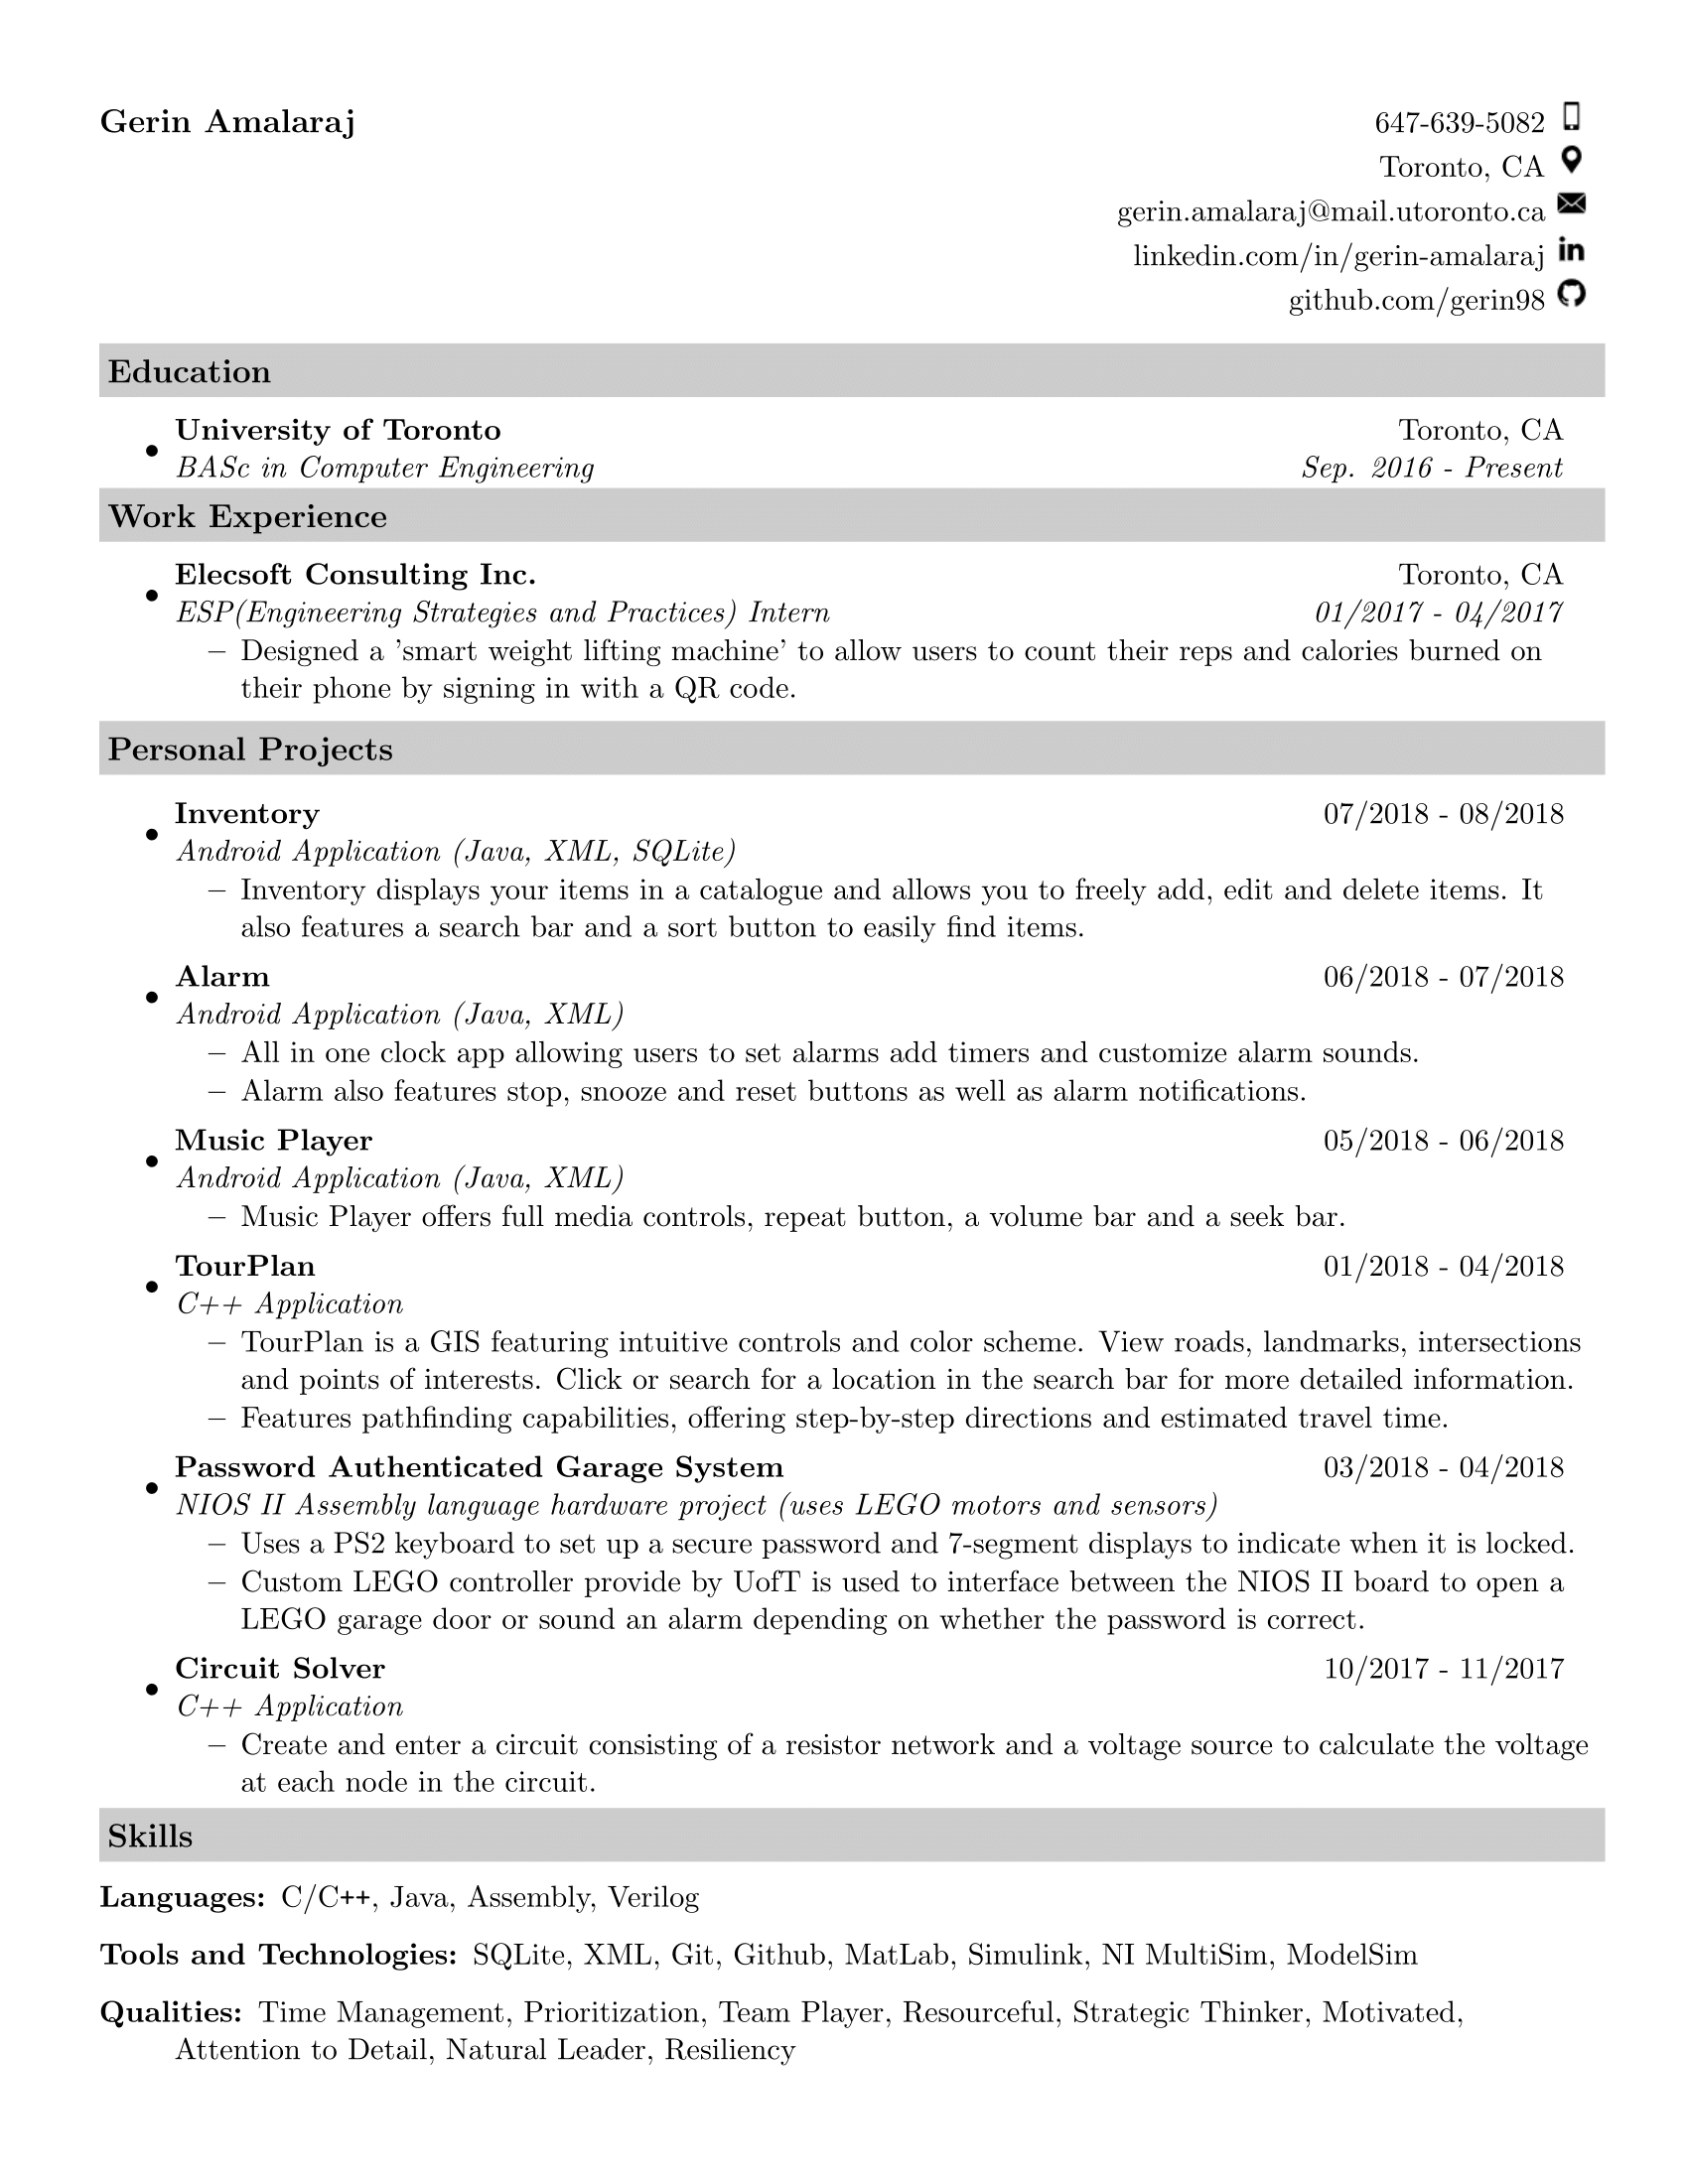 Gerin Amalaraj
647-639-5082
Toronto, CA
gerin.amalaraj@mail.utoronto.ca
linkedin.com/in/gerin-amalaraj
github.com/gerin98
Education
• University of Toronto Toronto, CA
BASc in Computer Engineering Sep. 2016 - Present
Work Experience
• Elecsoft Consulting Inc. Toronto, CA
ESP(Engineering Strategies and Practices) Intern 01/2017 - 04/2017
– Designed a 'smart weight lifting machine' to allow users to count their reps and calories burned on
their phone by signing in with a QR code.
Personal Projects
• Inventory 07/2018 - 08/2018
Android Application (Java, XML, SQLite)
– Inventory displays your items in a catalogue and allows you to freely add, edit and delete items. It
also features a search bar and a sort button to easily find items.
• Alarm 06/2018 - 07/2018
Android Application (Java, XML)
– All in one clock app allowing users to set alarms add timers and customize alarm sounds.
– Alarm also features stop, snooze and reset buttons as well as alarm notifications.
• Music Player 05/2018 - 06/2018
Android Application (Java, XML)
– Music Player offers full media controls, repeat button, a volume bar and a seek bar.
• TourPlan 01/2018 - 04/2018
C++ Application
– TourPlan is a GIS featuring intuitive controls and color scheme. View roads, landmarks, intersections
and points of interests. Click or search for a location in the search bar for more detailed information.
– Features pathfinding capabilities, offering step-by-step directions and estimated travel time.
• Password Authenticated Garage System 03/2018 - 04/2018
NIOS II Assembly language hardware project (uses LEGO motors and sensors)
– Uses a PS2 keyboard to set up a secure password and 7-segment displays to indicate when it is locked.
– Custom LEGO controller provide by UofT is used to interface between the NIOS II board to open a
LEGO garage door or sound an alarm depending on whether the password is correct.
• Circuit Solver 10/2017 - 11/2017
C++ Application
– Create and enter a circuit consisting of a resistor network and a voltage source to calculate the voltage
at each node in the circuit.
Skills
Languages: C/C++, Java, Assembly, Verilog
Tools and Technologies: SQLite, XML, Git, Github, MatLab, Simulink, NI MultiSim, ModelSim
Qualities: Time Management, Prioritization, Team Player, Resourceful, Strategic Thinker, Motivated,
Attention to Detail, Natural Leader, Resiliency